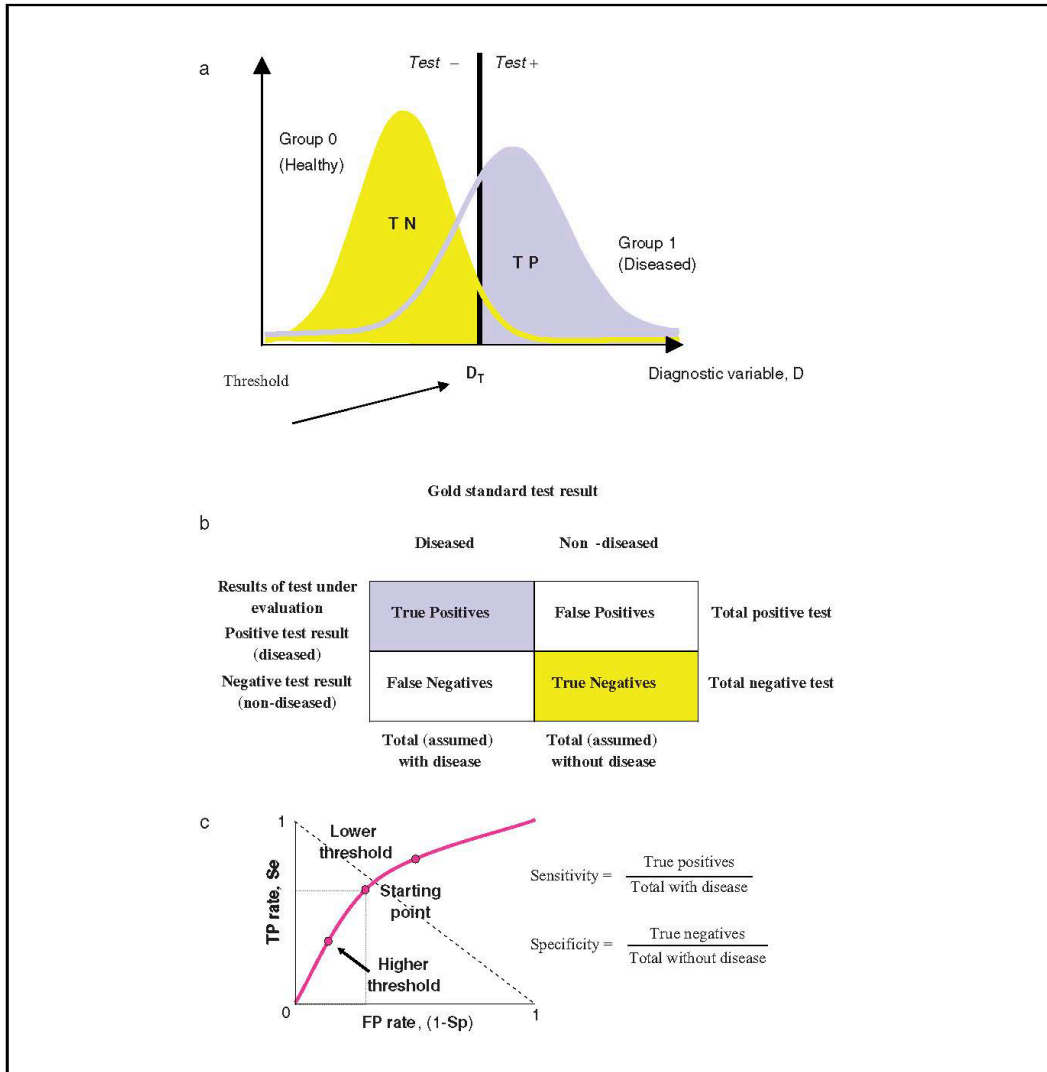 a
Test – Test +
Group 0
(Healthy)
T N
T P
Group 1
(Diseased)
Threshold
D_T
Diagnostic variable, D
Gold standard test result
b
Diseased
Non -diseased
Results of test under
evaluation
Positive test result
(diseased)
True Positives
False Positives
Total positive test
Negative test result
(non-diseased)
False Negatives
True Negatives
Total negative test
Total (assumed)
with disease
Total (assumed)
without disease
c
1
Lower
threshold
Starting
point
Higher
threshold
TP rate, Se
0
1
FP rate, (1-Sp)
Sensitivity = True positives
Total with disease
Specificity = True negatives
Total without disease